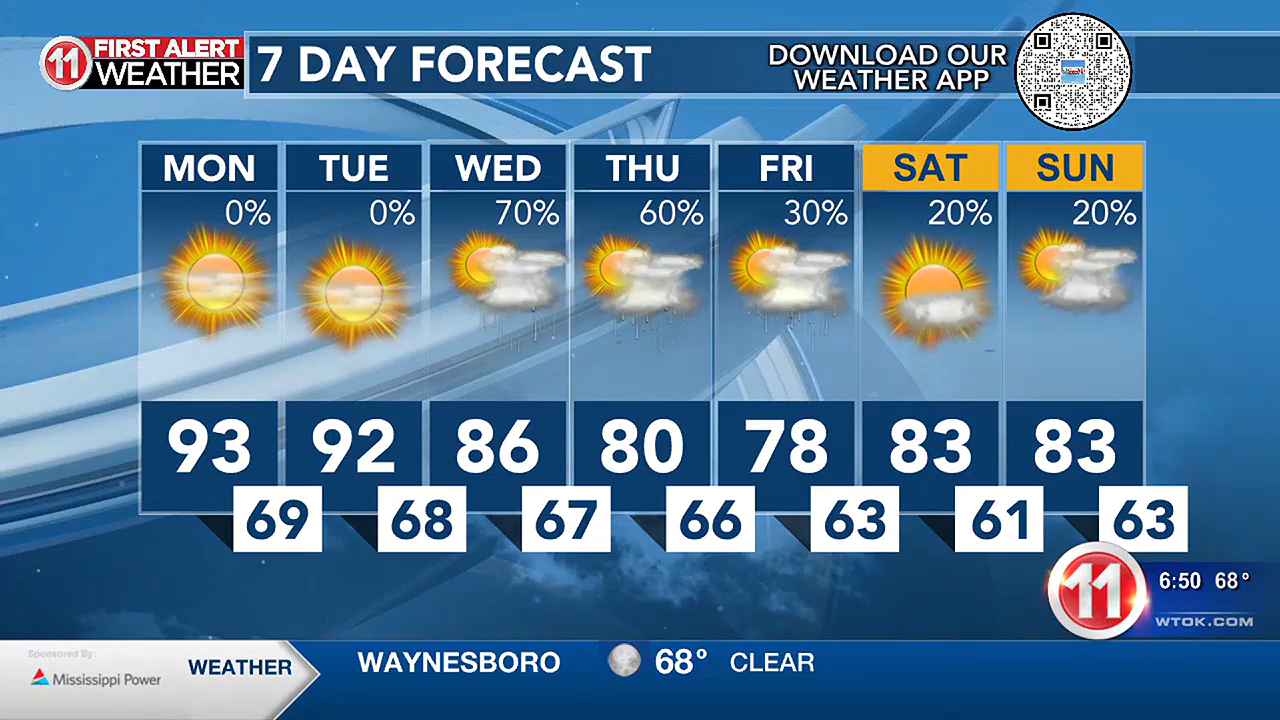 11 FIRST ALERT
WEATHER
7 DAY FORECAST
DOWNLOAD OUR
WEATHER APP
MON TUE WED THU FRI SAT SUN
0% 0% 70% 60% 30% 20% 20%
93 92 86 80 78 83 83
69 68 67 66 63 61 63
11 6:50 68°
WTOK.COM
Sponsored By:
Mississippi Power
WEATHER
WAYNESBORO 68° CLEAR